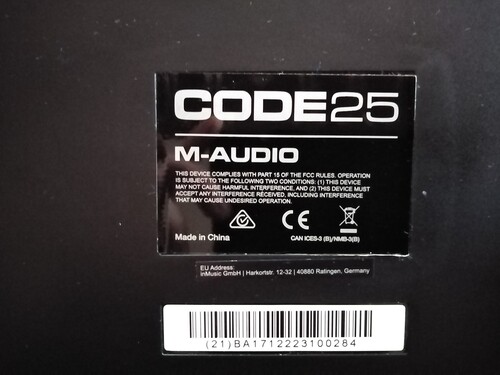 CODE25
M-AUDIO
THIS DEVICE COMPLIES WITH PART 15 OF THE FCC RULES. OPERATION
IS SUBJECT TO THE FOLLOWING TWO CONDITIONS: (1) THIS DEVICE
MAY NOT CAUSE HARMFUL INTERFERENCE, AND (2) THIS DEVICE MUST
ACCEPT ANY INTERFERENCE RECEIVED, INCLUDING INTERFERENCE
THAT MAY CAUSE UNDESIRED OPERATION.
CE
Made in China
CAN ICES-3 (B)/NMB-3(B)
EU Address:
inMusic GmbH | Harkortstr. 12-32 | 40880 Ratingen, Germany
(21)BA1712223100284